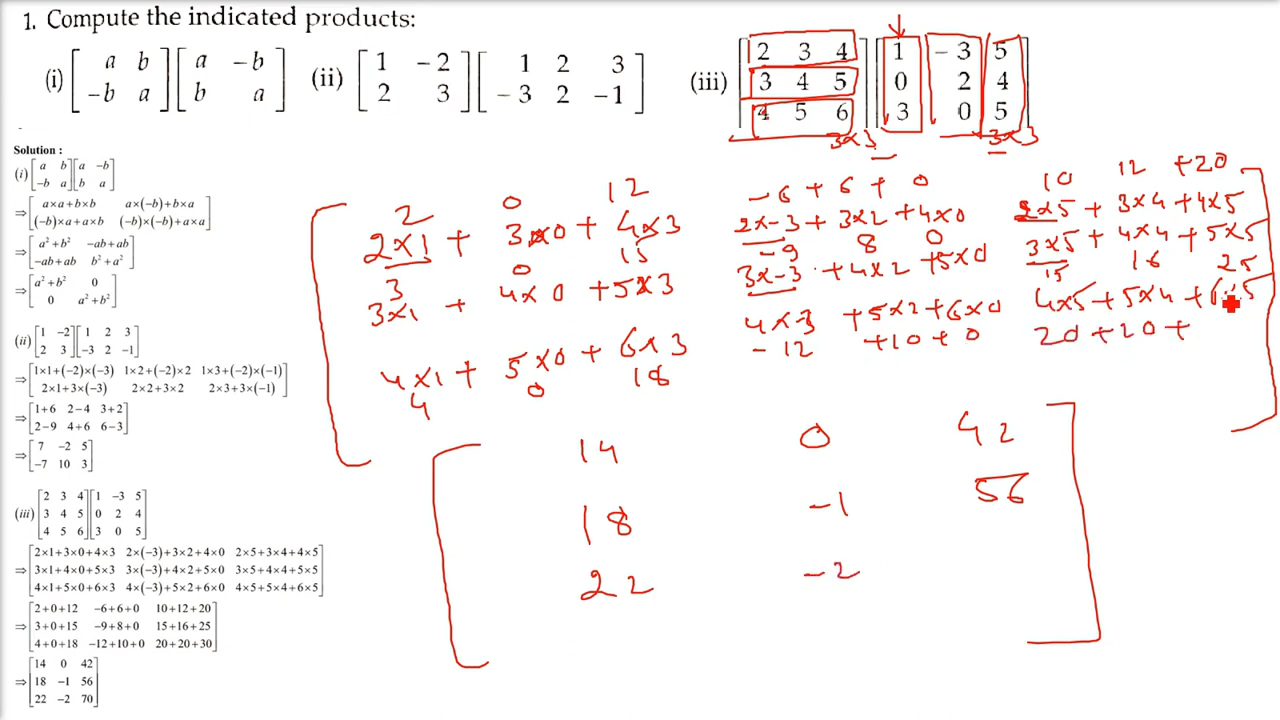 1. Compute the indicated products:
(i) [ a b ] [ a -b ] (ii) [ 1 -2 ] [ 1 2 3 ] (iii) [ 2 3 4 ] [ 1 -3 5 ]
[ -b a ] [ b a ] [ 2 3 ] [ -3 2 -1 ] [ 3 4 5 ] [ 0 2 4 ]
[ 4 5 6 ] [ 3 0 5 ]
3×3 3×3
Solution :
(i) [ a b ] [ a -b ]
[ -b a ] [ b a ]
⇒ [ a×a+b×b a×(-b)+b×a ]
[ (-b)×a+a×b (-b)×(-b)+a×a ]
⇒ [ a²+b² -ab+ab ]
[ -ab+ab b²+a² ]
⇒ [ a²+b² 0 ]
[ 0 a²+b² ]
(ii) [ 1 -2 ] [ 1 2 3 ]
[ 2 3 ] [ -3 2 -1 ]
⇒ [ 1×1+(-2)×(-3) 1×2+(-2)×2 1×3+(-2)×(-1) ]
[ 2×1+3×(-3) 2×2+3×2 2×3+3×(-1) ]
⇒ [ 1+6 2-4 3+2 ]
[ 2-9 4+6 6-3 ]
⇒ [ 7 -2 5 ]
[ -7 10 3 ]
(iii) [ 2 3 4 ] [ 1 -3 5 ]
[ 3 4 5 ] [ 0 2 4 ]
[ 4 5 6 ] [ 3 0 5 ]
⇒ [ 2×1+3×0+4×3 2×(-3)+3×2+4×0 2×5+3×4+4×5 ]
[ 3×1+4×0+5×3 3×(-3)+4×2+5×0 3×5+4×4+5×5 ]
[ 4×1+5×0+6×3 4×(-3)+5×2+6×0 4×5+5×4+6×5 ]
⇒ [ 2+0+12 -6+6+0 10+12+20 ]
[ 3+0+15 -9+8+0 15+16+25 ]
[ 4+0+18 -12+10+0 20+20+30 ]
⇒ [ 14 0 42 ]
[ 18 -1 56 ]
[ 22 -2 70 ]
2 0 12 -6 + 6 + 0 10 12 +20
2×1 + 3×0 + 4×3 2×-3 + 3×2 + 4×0 2×5 + 3×4 + 4×5
3 0 15 -9 8 0
3×1 + 4×0 + 5×3 3×-3 + 4×2 + 5×0 3×5 + 4×4 + 5×5
15 16 25
4×1 + 5×0 + 6×3 4×-3 + 5×2 + 6×0 4×5 + 5×4 + 6×5
4 0 18 -12 +10 + 0 20 + 20 +
14 0 42
18 -1 56
22 -2